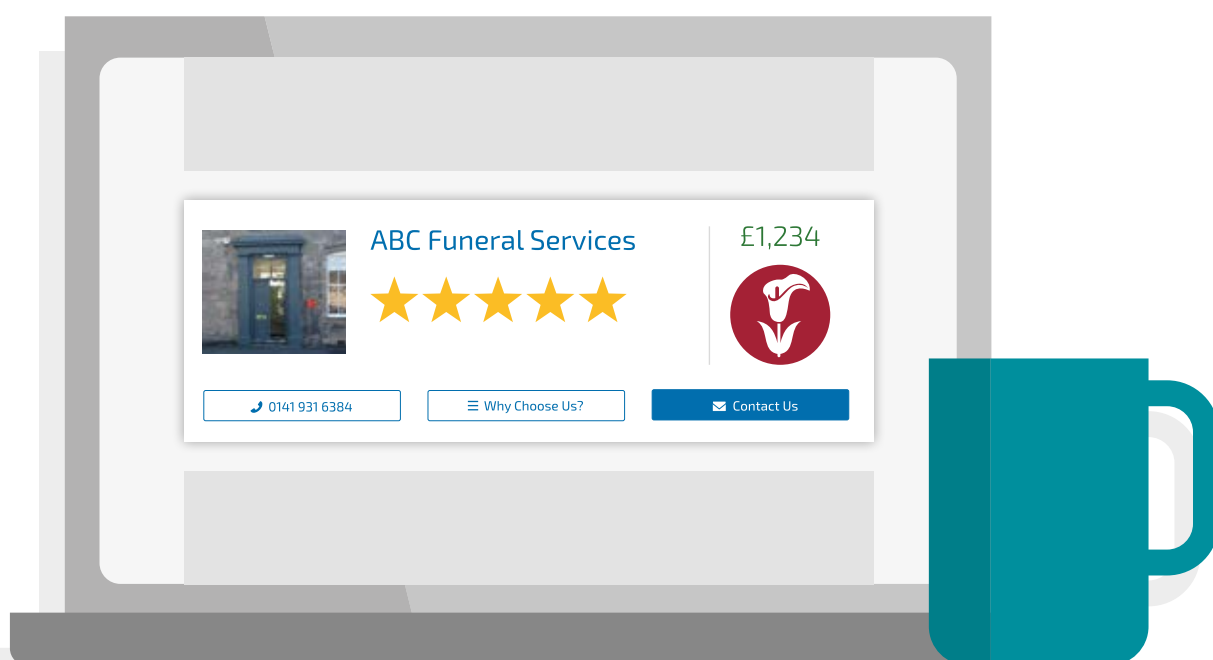 ABC Funeral Services
£1,234
0141 931 6384
Why Choose Us?
Contact Us